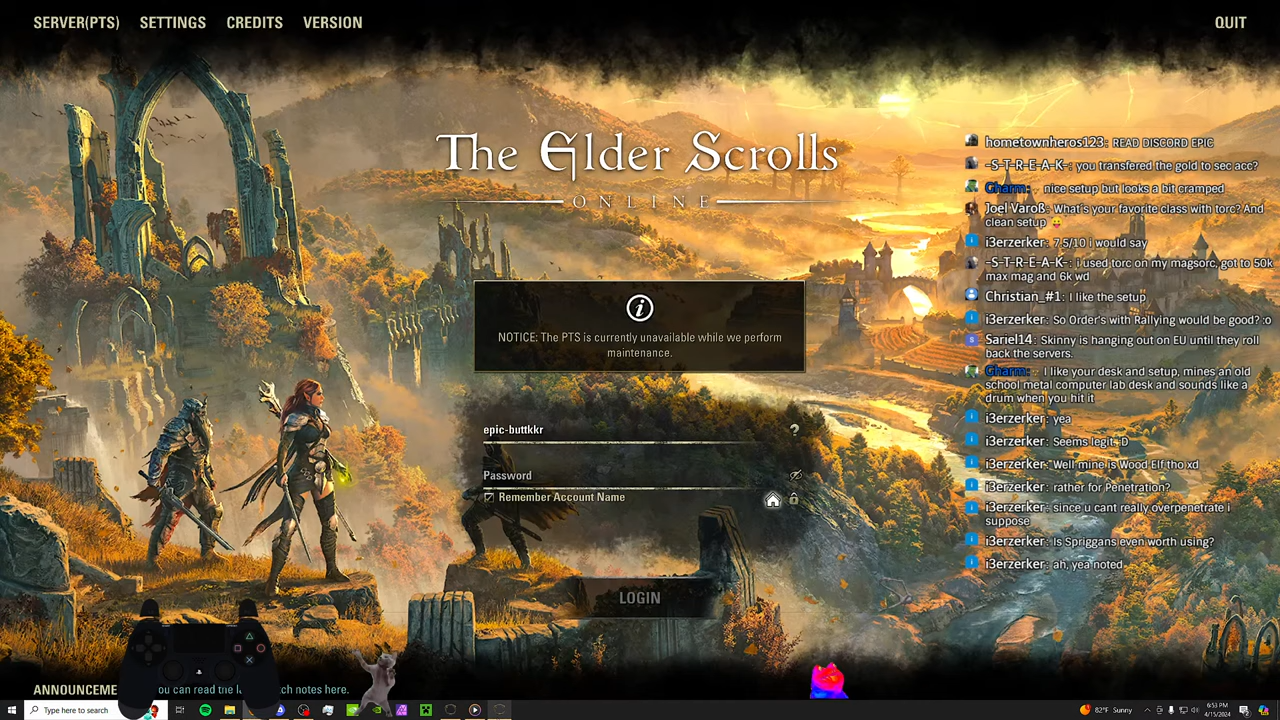 SERVER(PTS) SETTINGS CREDITS VERSION QUIT
The Elder Scrolls
ONLINE
NOTICE: The PTS is currently unavailable while we perform
maintenance.
epic-buttkkr ?
Password
Remember Account Name
LOGIN
hometownheros123: READ DISCORD EPIC
-S-T-R-E-A-K-: you transfered the gold to sec acc?
Charm: nice setup but looks a bit cramped
Joel Varoß: What's your favorite class with torc? And
clean setup
i3erzerker: 7.5/10 i would say
-S-T-R-E-A-K-: i used torc on my magsorc, got to 50k
max mag and 6k wd
Christian_#1: I like the setup
i3erzerker: So Order's with Rallying would be good? :o
Sariel14: Skinny is hanging out on EU until they roll
back the servers.
Charm: I like your desk and setup, mines an old
school metal computer lab desk and sounds like a
drum when you hit it
i3erzerker: yea
i3erzerker: Seems legit :D
i3erzerker: Well mine is Wood Elf tho xd
i3erzerker: rather for Penetration?
i3erzerker: since u cant really overpenetrate i
suppose
i3erzerker: Is Spriggans even worth using?
i3erzerker: ah, yea noted
ANNOUNCEME ou can read the l ch notes here.
Type here to search
82°F Sunny
6:53 PM
4/15/2024